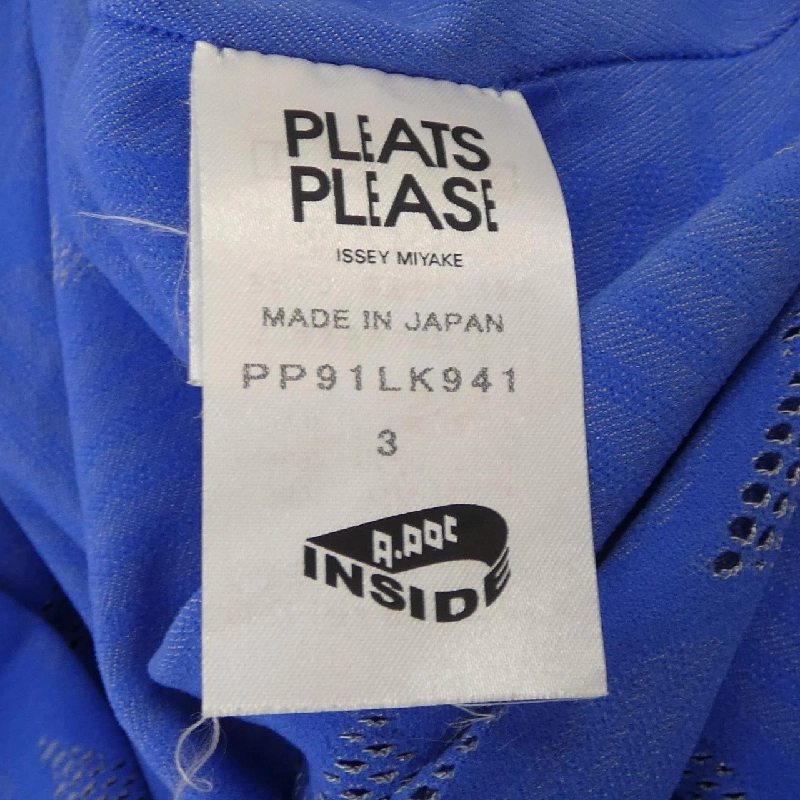 PLEATS
PLEASE
ISSEY MIYAKE
MADE IN JAPAN
PP91LK941
3
A.POC
INSIDE